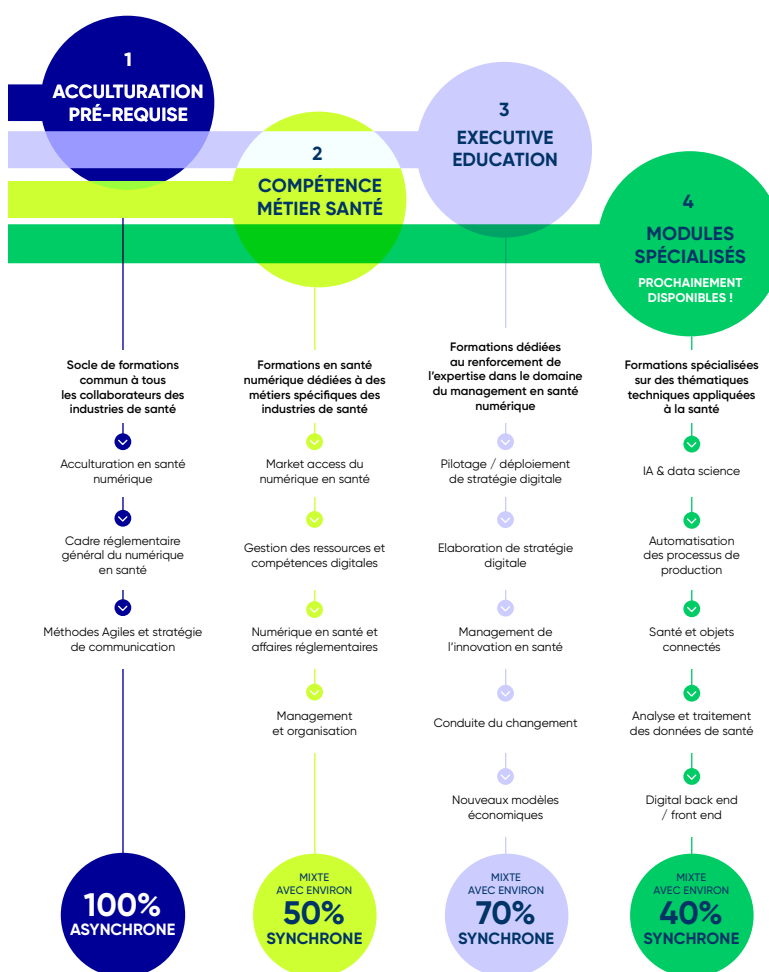 1
ACCULTURATION
PRÉ-REQUISE
Socle de formations
commun à tous
les collaborateurs des
industries de santé
Acculturation en santé
numérique
Cadre réglementaire
général du numérique
en santé
Méthodes Agiles et stratégie
de communication
100%
ASYNCHRONE
2
COMPÉTENCE
MÉTIER SANTÉ
Formations en santé
numérique dédiées à des
métiers spécifiques des
industries de santé
Market access du
numérique en santé
Gestion des ressources et
compétences digitales
Numérique en santé et
affaires réglementaires
Management
et organisation
MIXTE
AVEC ENVIRON
50%
SYNCHRONE
3
EXECUTIVE
EDUCATION
Formations dédiées
au renforcement de
l'expertise dans le domaine
du management en santé
numérique
Pilotage / déploiement
de stratégie digitale
Elaboration de stratégie
digitale
Management de
l'innovation en santé
Conduite du changement
Nouveaux modèles
économiques
MIXTE
AVEC ENVIRON
70%
SYNCHRONE
4
MODULES
SPÉCIALISÉS
PROCHAINEMENT
DISPONIBLES !
Formations spécialisées
sur des thématiques
techniques appliquées
à la santé
IA & data science
Automatisation
des processus de
production
Santé et objets
connectés
Analyse et traitement
des données de santé
Digital back end
/ front end
MIXTE
AVEC ENVIRON
40%
SYNCHRONE